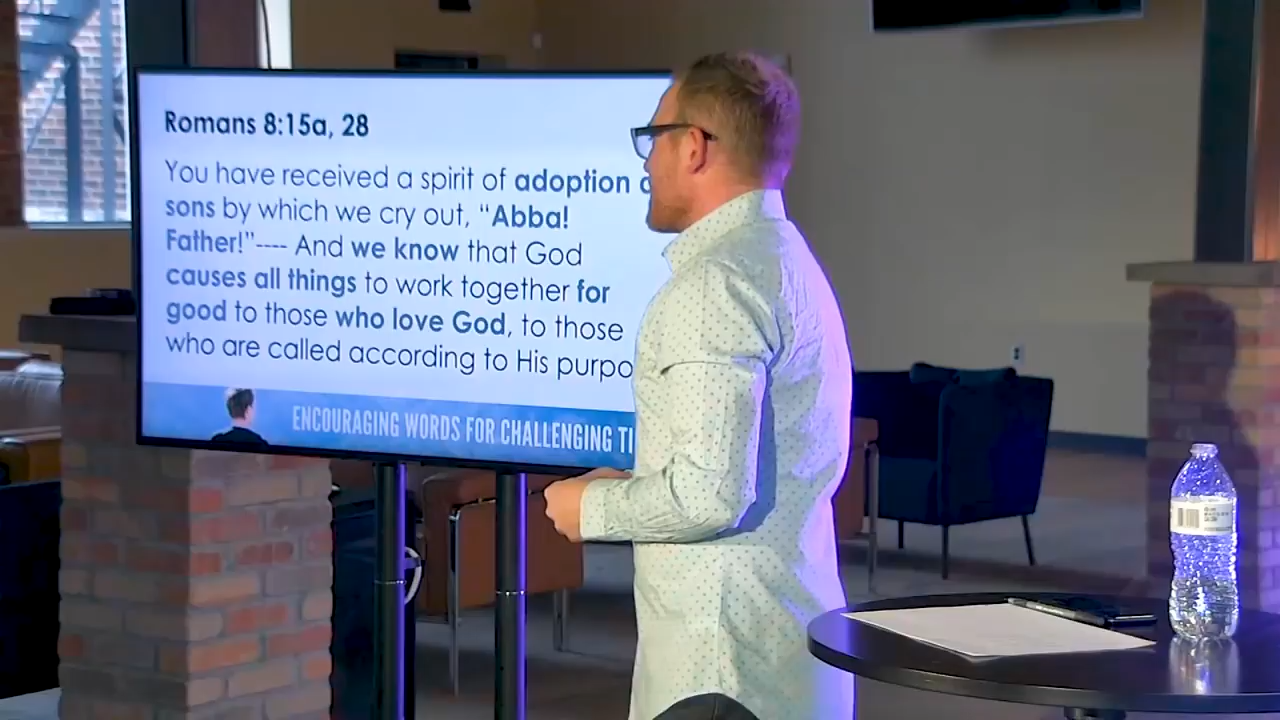 Romans 8:15a, 28
You have received a spirit of adoption
sons by which we cry out, “Abba!
Father!”---- And we know that God
causes all things to work together for
good to those who love God, to those
who are called according to His purpo
ENCOURAGING WORDS FOR CHALLENGING TI